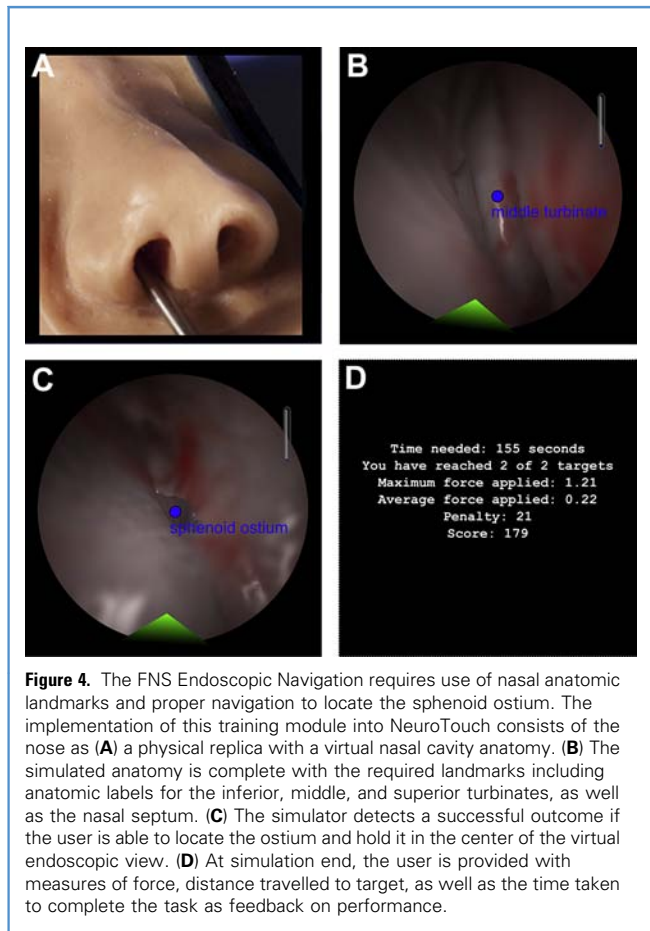 A
B
middle turbinate
C
sphenoid ostium
D
Time needed: 155 seconds
You have reached 2 of 2 targets
Maximum force applied: 1.21
Average force applied: 0.22
Penalty: 21
Score: 179
Figure 4. The FNS Endoscopic Navigation requires use of nasal anatomic
landmarks and proper navigation to locate the sphenoid ostium. The
implementation of this training module into NeuroTouch consists of the
nose as (A) a physical replica with a virtual nasal cavity anatomy. (B) The
simulated anatomy is complete with the required landmarks including
anatomic labels for the inferior, middle, and superior turbinates, as well
as the nasal septum. (C) The simulator detects a successful outcome if
the user is able to locate the ostium and hold it in the center of the virtual
endoscopic view. (D) At simulation end, the user is provided with
measures of force, distance travelled to target, as well as the time taken
to complete the task as feedback on performance.